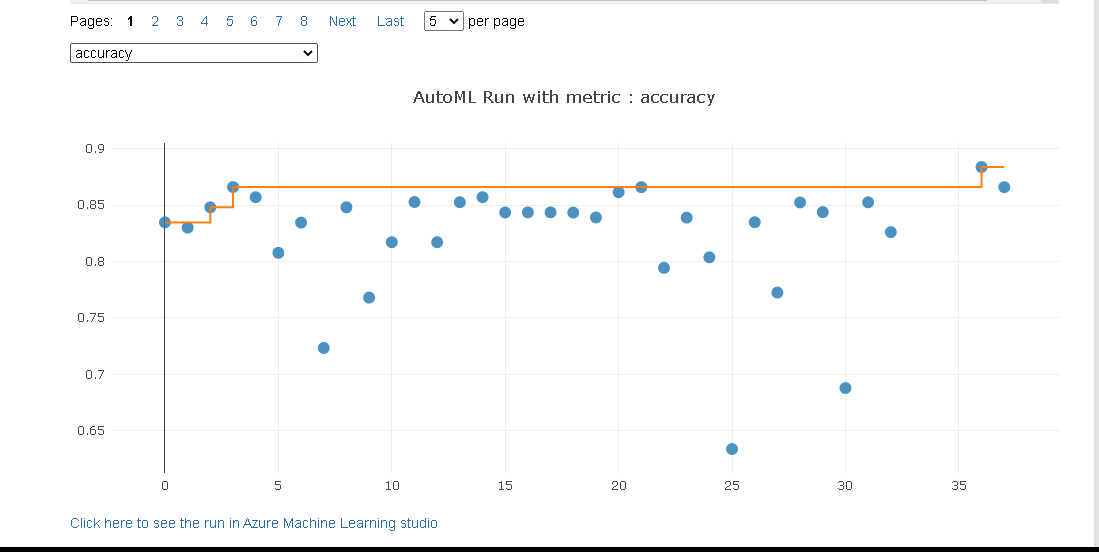 Pages: 1 2 3 4 5 6 7 8 Next Last 5 per page
accuracy
AutoML Run with metric : accuracy
0.9
0.85
0.8
0.75
0.7
0.65
0 5 10 15 20 25 30 35
Click here to see the run in Azure Machine Learning studio